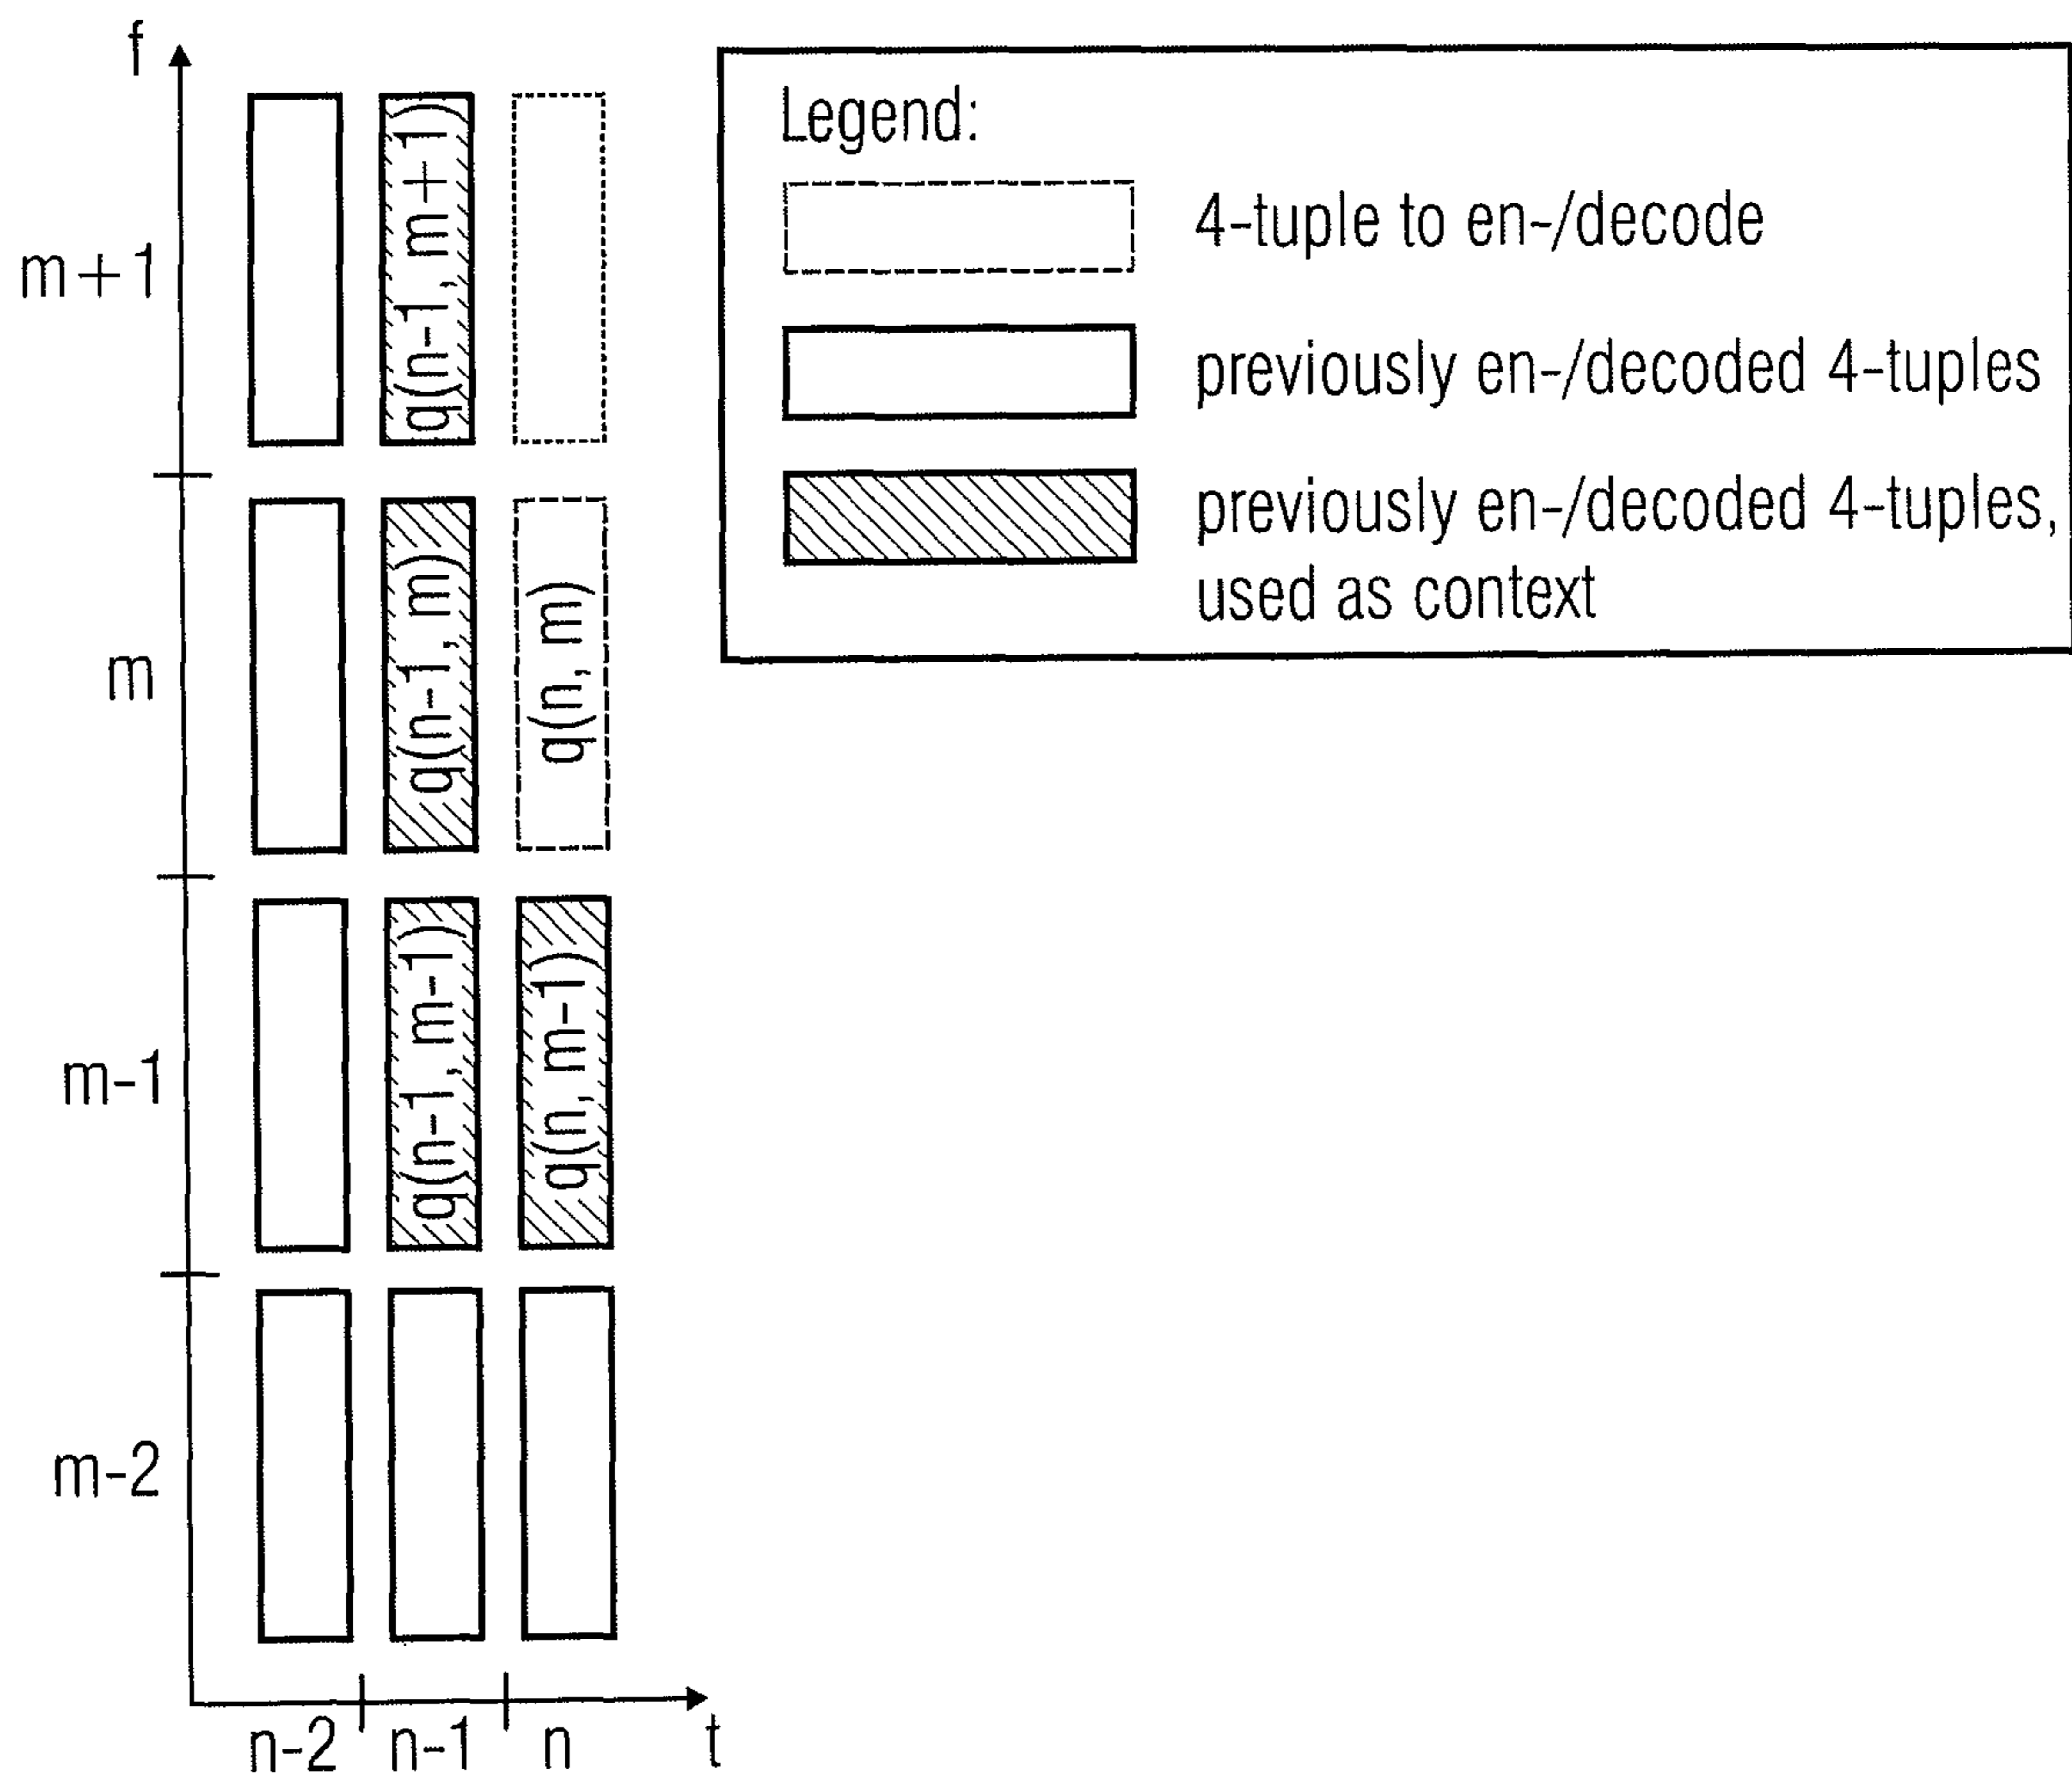 f
Legend:
4-tuple to en-/decode
previously en-/decoded 4-tuples
previously en-/decoded 4-tuples,
used as context
m+1
q(n-1,m+1)
m
q(n-1,m)
q(n,m)
m-1
q(n-1,m-1)
q(n,m-1)
m-2
n-2
n-1
n
t